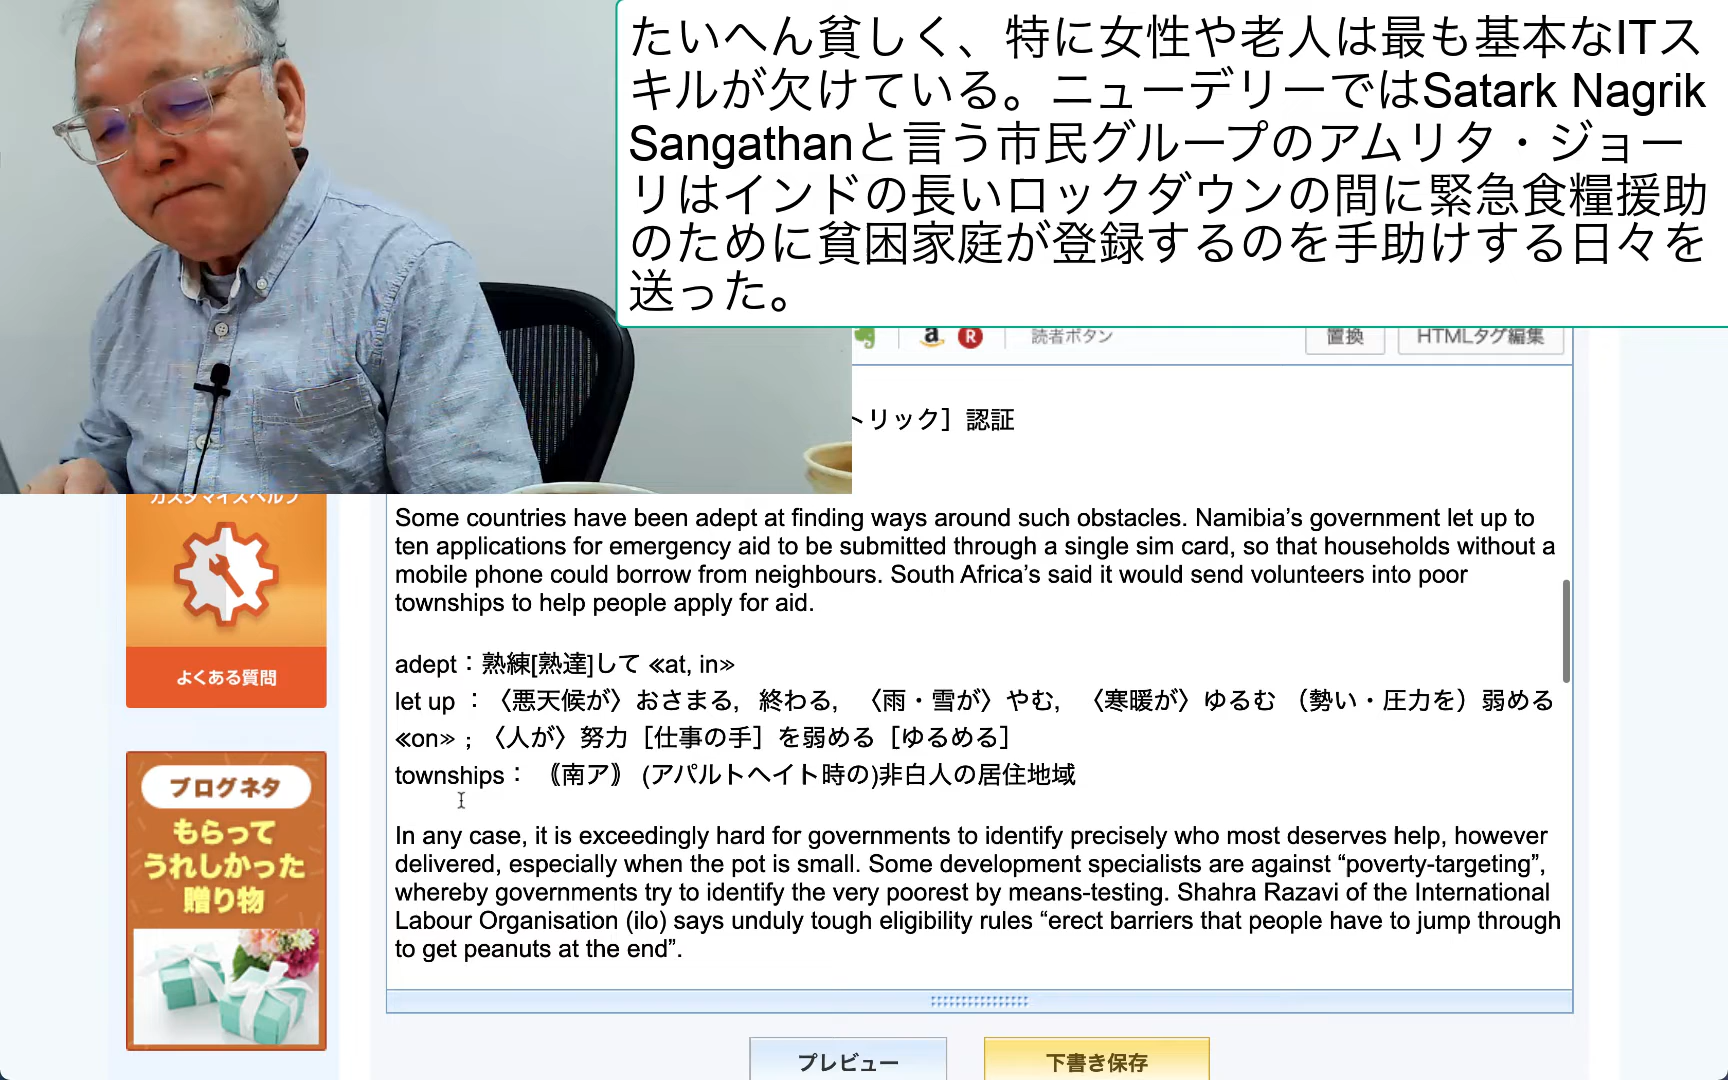 たいへん貧しく、特に女性や老人は最も基本なITス
キルが欠けている。ニューデリーではSatark Nagrik
Sangathanと言う市民グループのアムリタ・ジョー
リはインドの長いロックダウンの間に緊急食糧援助
のために貧困家庭が登録するのを手助けする日々を
送った。
a R 読者ボタン 置換 HTMLタグ編集
トリック］認証
カスタマイズヘルプ
よくある質問
ブログネタ
もらって
うれしかった
贈り物
Some countries have been adept at finding ways around such obstacles. Namibia’s government let up to
ten applications for emergency aid to be submitted through a single sim card, so that households without a
mobile phone could borrow from neighbours. South Africa’s said it would send volunteers into poor
townships to help people apply for aid.
adept：熟練[熟達]して ≪at, in≫
let up ：〈悪天候が〉おさまる，終わる，〈雨・雪が〉やむ，〈寒暖が〉ゆるむ （勢い・圧力を）弱める
≪on≫；〈人が〉努力［仕事の手］を弱める［ゆるめる］
townships： 《南ア》 (アパルトヘイト時の)非白人の居住地域
In any case, it is exceedingly hard for governments to identify precisely who most deserves help, however
delivered, especially when the pot is small. Some development specialists are against “poverty-targeting”,
whereby governments try to identify the very poorest by means-testing. Shahra Razavi of the International
Labour Organisation (ilo) says unduly tough eligibility rules “erect barriers that people have to jump through
to get peanuts at the end”.
プレビュー 下書き保存